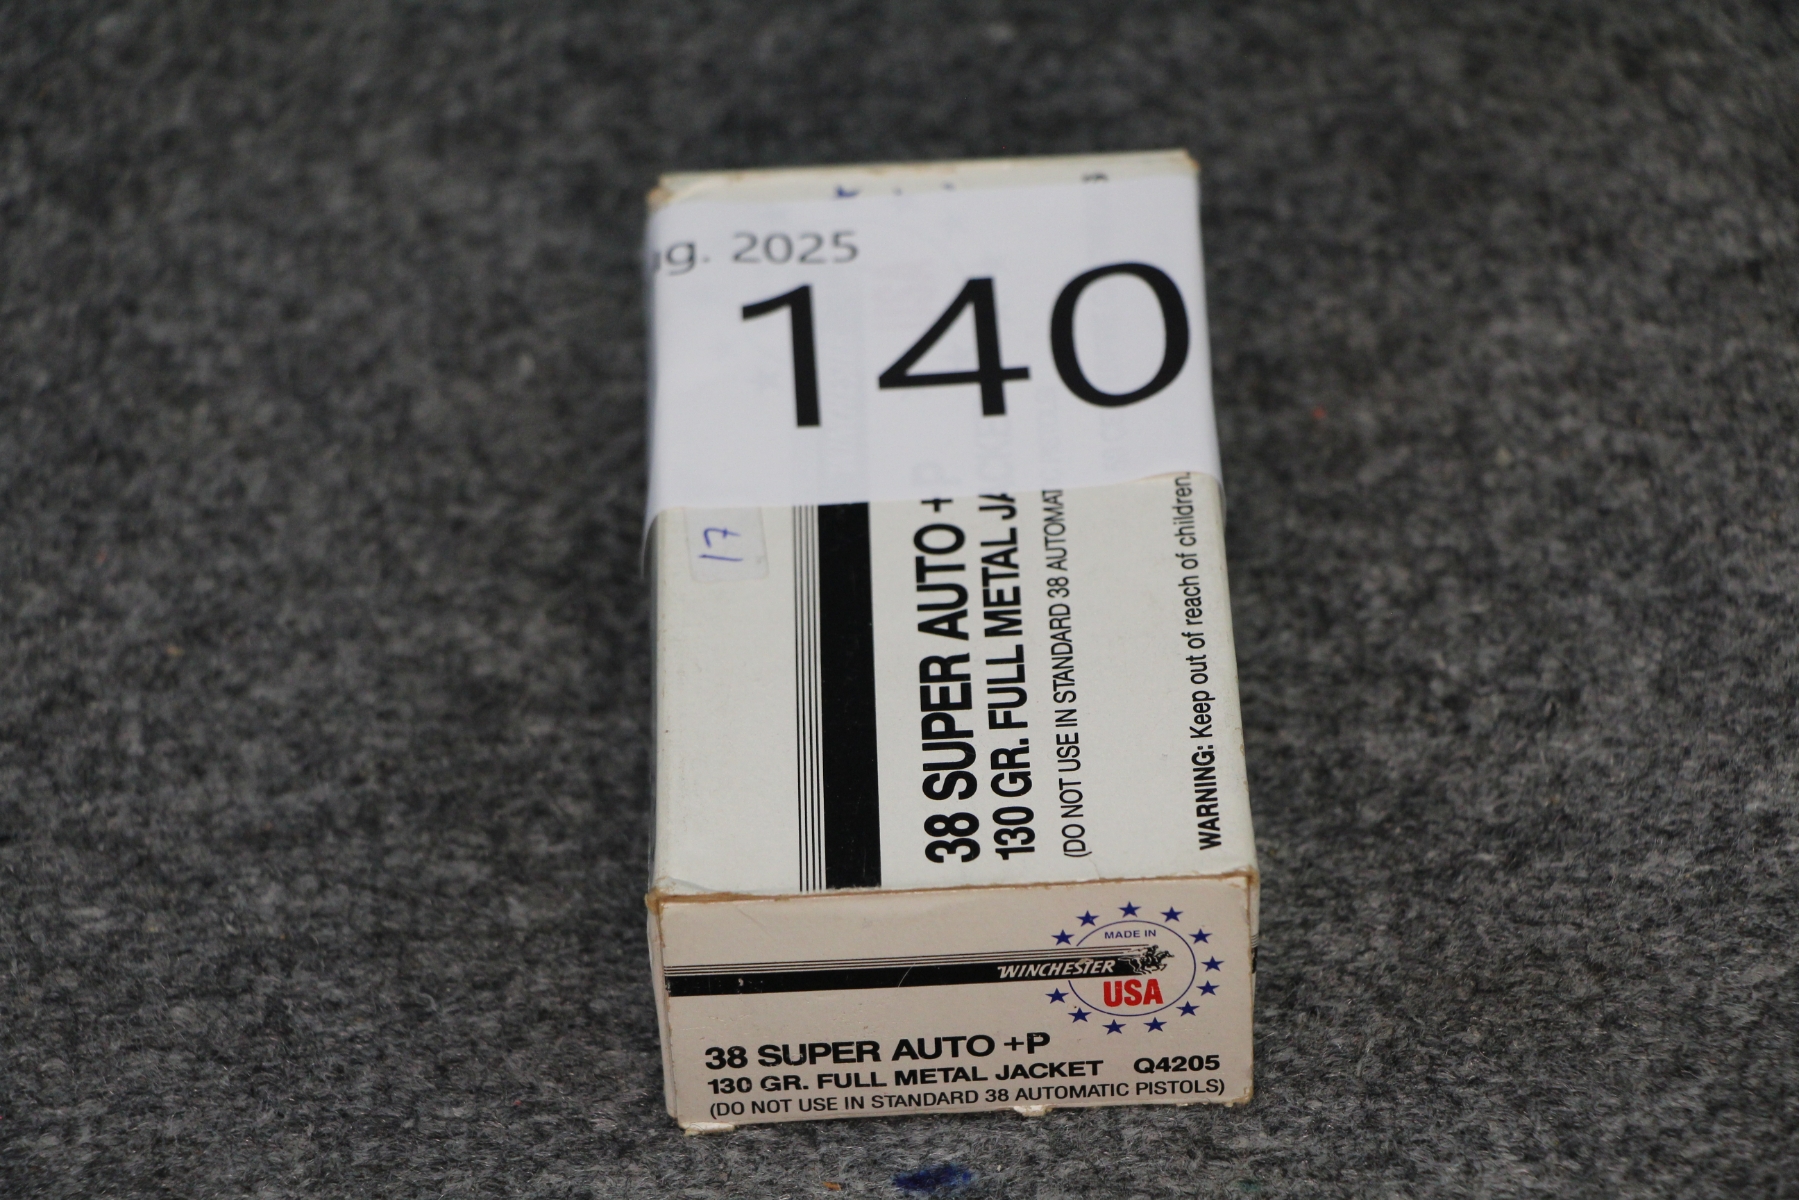 ug. 2025
140
17
38 SUPER AUTO +P
130 GR. FULL METAL JACKE
(DO NOT USE IN STANDARD 38 AUTOMAT
WARNING: Keep out of reach of children.
MADE IN
WINCHESTER
USA
38 SUPER AUTO +P
130 GR. FULL METAL JACKET Q4205
(DO NOT USE IN STANDARD 38 AUTOMATIC PISTOLS)